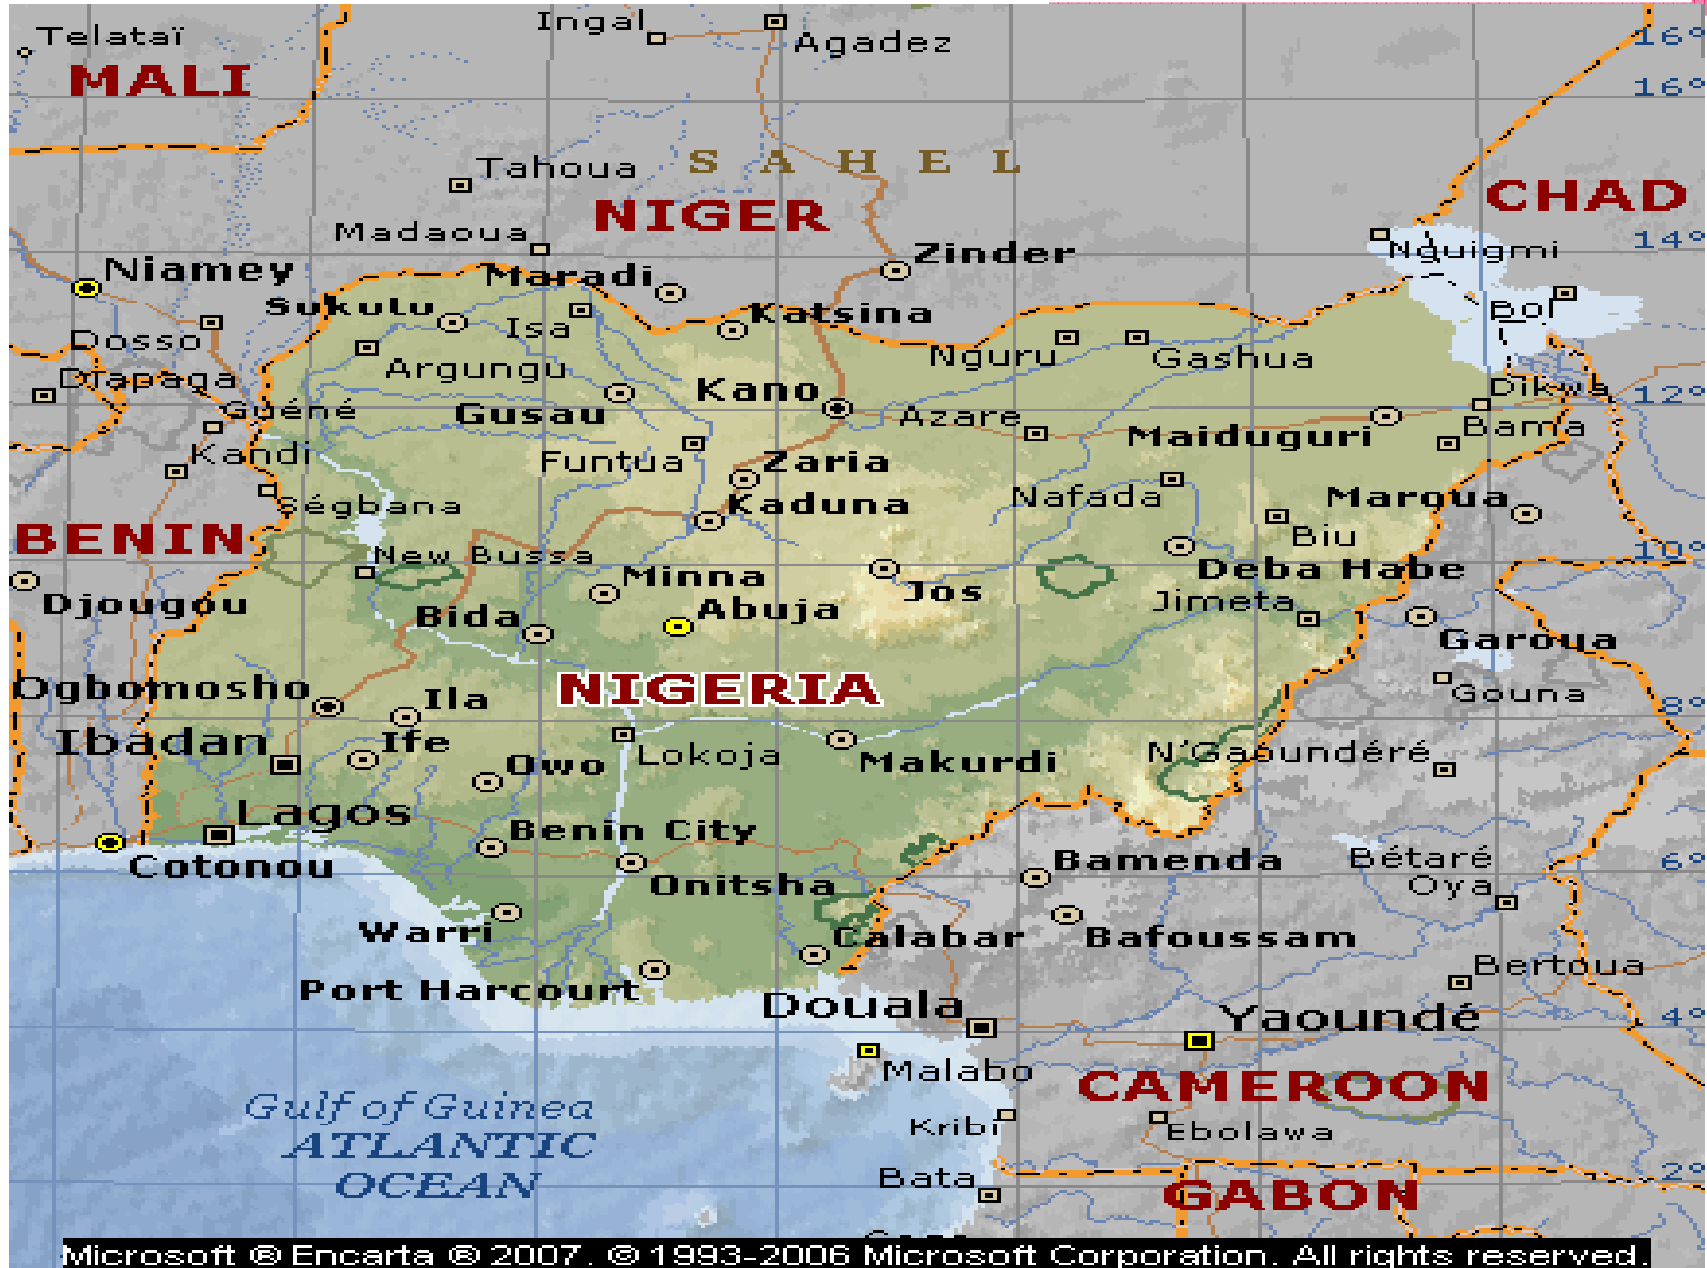 Ingal
Agadez
16°
Telataï
MALI
16°
Tahoua
S A H E L
NIGER
CHAD
Madaoua
Nguigmi
14°
Niamey
Maradi
Zinder
Sukulu
Isa
Katsina
Bol
Dosso
Argungu
Nguru
Gashua
Diapaga
Kano
Dikwa
12°
Guéné
Gusau
Azare
Maiduguri
Bama
Kandi
Funtua
Zaria
Ségbana
Kaduna
Nafada
Maroua
BENIN
New Bussa
Biu
10°
Djougou
Minna
Jos
Deba Habe
Bida
Abuja
Jimeta
Garoua
Ogbomosho
Ila
NIGERIA
Gouna
8°
Ibadan
Ife
Owo
Lokoja
Makurdi
N'Gaoundéré
Lagos
Benin City
Cotonou
Onitsha
Bamenda
Bétaré
Oya
6°
Warri
Calabar
Bafoussam
Port Harcourt
Bertoua
Douala
Yaoundé
4°
Malabo
CAMEROON
Gulf of Guinea
Kribi
Ebolawa
ATLANTIC
OCEAN
Bata
GABON
2°
Microsoft ® Encarta ® 2007. © 1993-2006 Microsoft Corporation. All rights reserved.